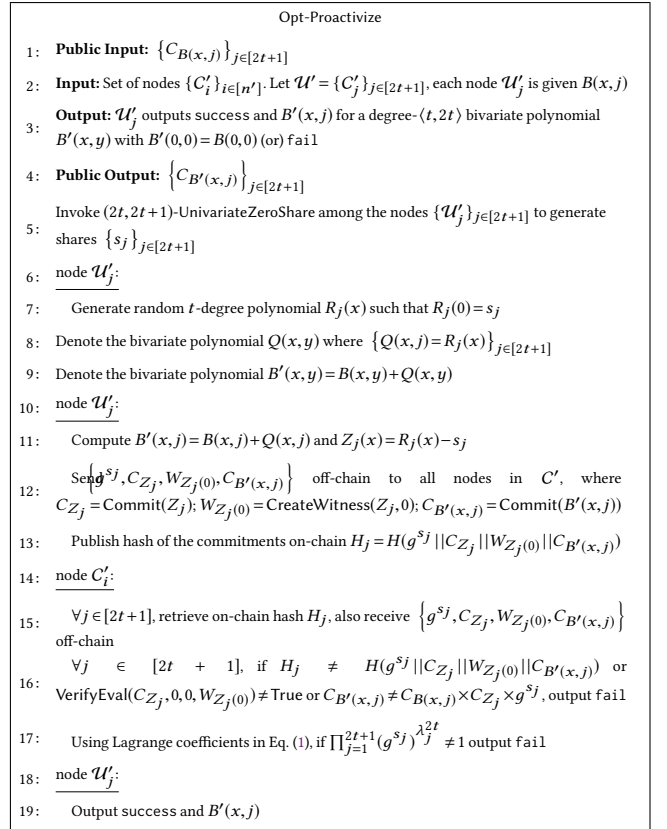 Opt-Proactivize
1: Public Input: {C_{B(x,j)}}_{j∈[2t+1]}
2: Input: Set of nodes {C'_i}_{i∈[n']}. Let 𝒰' = {C'_j}_{j∈[2t+1]}, each node 𝒰'_j is given B(x,j)
3: Output: 𝒰'_j outputs success and B'(x,j) for a degree-⟨t,2t⟩ bivariate polynomial
B'(x,y) with B'(0,0)=B(0,0) (or) fail
4: Public Output: {C_{B'(x,j)}}_{j∈[2t+1]}
5: Invoke (2t,2t+1)-UnivariateZeroShare among the nodes {𝒰'_j}_{j∈[2t+1]} to generate
shares {s_j}_{j∈[2t+1]}
6: node 𝒰'_j:
7: Generate random t-degree polynomial R_j(x) such that R_j(0)=s_j
8: Denote the bivariate polynomial Q(x,y) where {Q(x,j)=R_j(x)}_{j∈[2t+1]}
9: Denote the bivariate polynomial B'(x,y)=B(x,y)+Q(x,y)
10: node 𝒰'_j:
11: Compute B'(x,j)=B(x,j)+Q(x,j) and Z_j(x)=R_j(x)−s_j
12: Send {g^{s_j},C_{Z_j},W_{Z_j(0)},C_{B'(x,j)}} off-chain to all nodes in C', where
C_{Z_j}=Commit(Z_j); W_{Z_j(0)}=CreateWitness(Z_j,0); C_{B'(x,j)}=Commit(B'(x,j))
13: Publish hash of the commitments on-chain H_j=H(g^{s_j}||C_{Z_j}||W_{Z_j(0)}||C_{B'(x,j)})
14: node C'_i:
15: ∀j∈[2t+1], retrieve on-chain hash H_j, also receive {g^{s_j},C_{Z_j},W_{Z_j(0)},C_{B'(x,j)}}
off-chain
16: ∀j ∈ [2t + 1], if H_j ≠ H(g^{s_j}||C_{Z_j}||W_{Z_j(0)}||C_{B'(x,j)}) or
VerifyEval(C_{Z_j},0,0,W_{Z_j(0)})≠True or C_{B'(x,j)}≠C_{B(x,j)}×C_{Z_j}×g^{s_j}, output fail
17: Using Lagrange coefficients in Eq. (1), if ∏_{j=1}^{2t+1}(g^{s_j})^{λ_j^{2t}} ≠1 output fail
18: node 𝒰'_j:
19: Output success and B'(x,j)